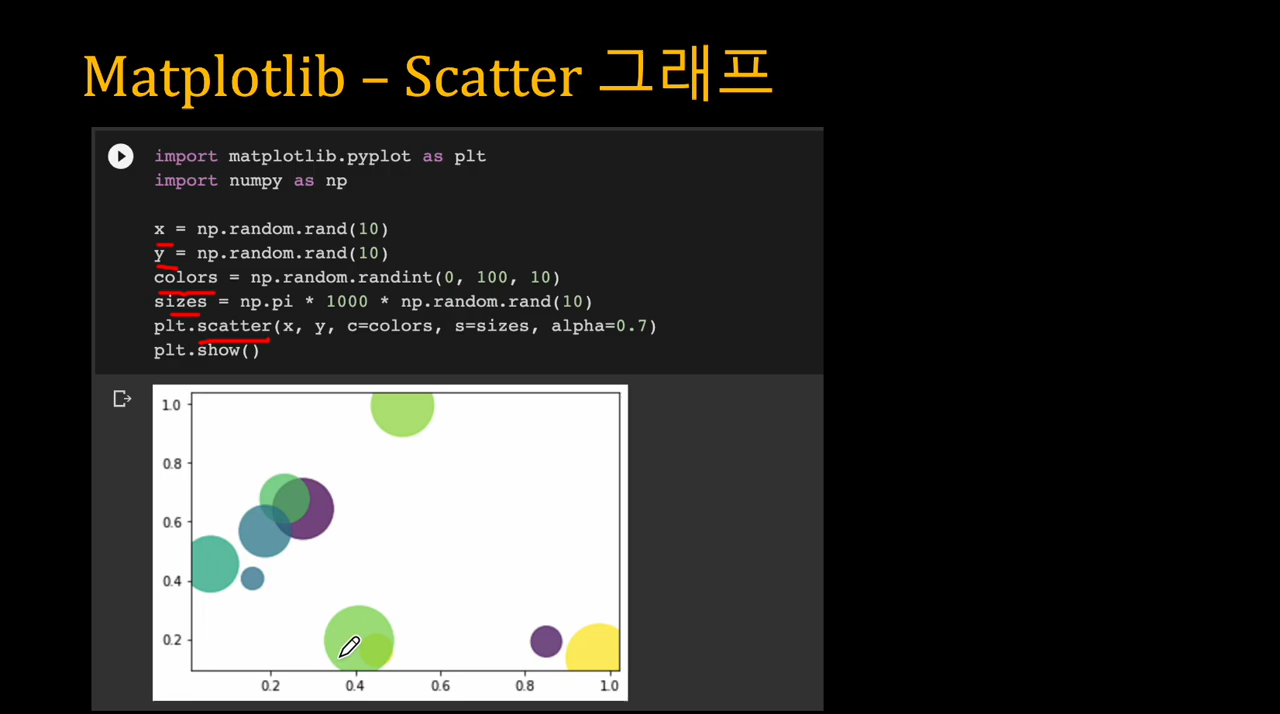 Matplotlib – Scatter 그래프
import matplotlib.pyplot as plt
import numpy as np
x = np.random.rand(10)
y = np.random.rand(10)
colors = np.random.randint(0, 100, 10)
sizes = np.pi * 1000 * np.random.rand(10)
plt.scatter(x, y, c=colors, s=sizes, alpha=0.7)
plt.show()
1.0
0.8
0.6
0.4
0.2
0.2 0.4 0.6 0.8 1.0